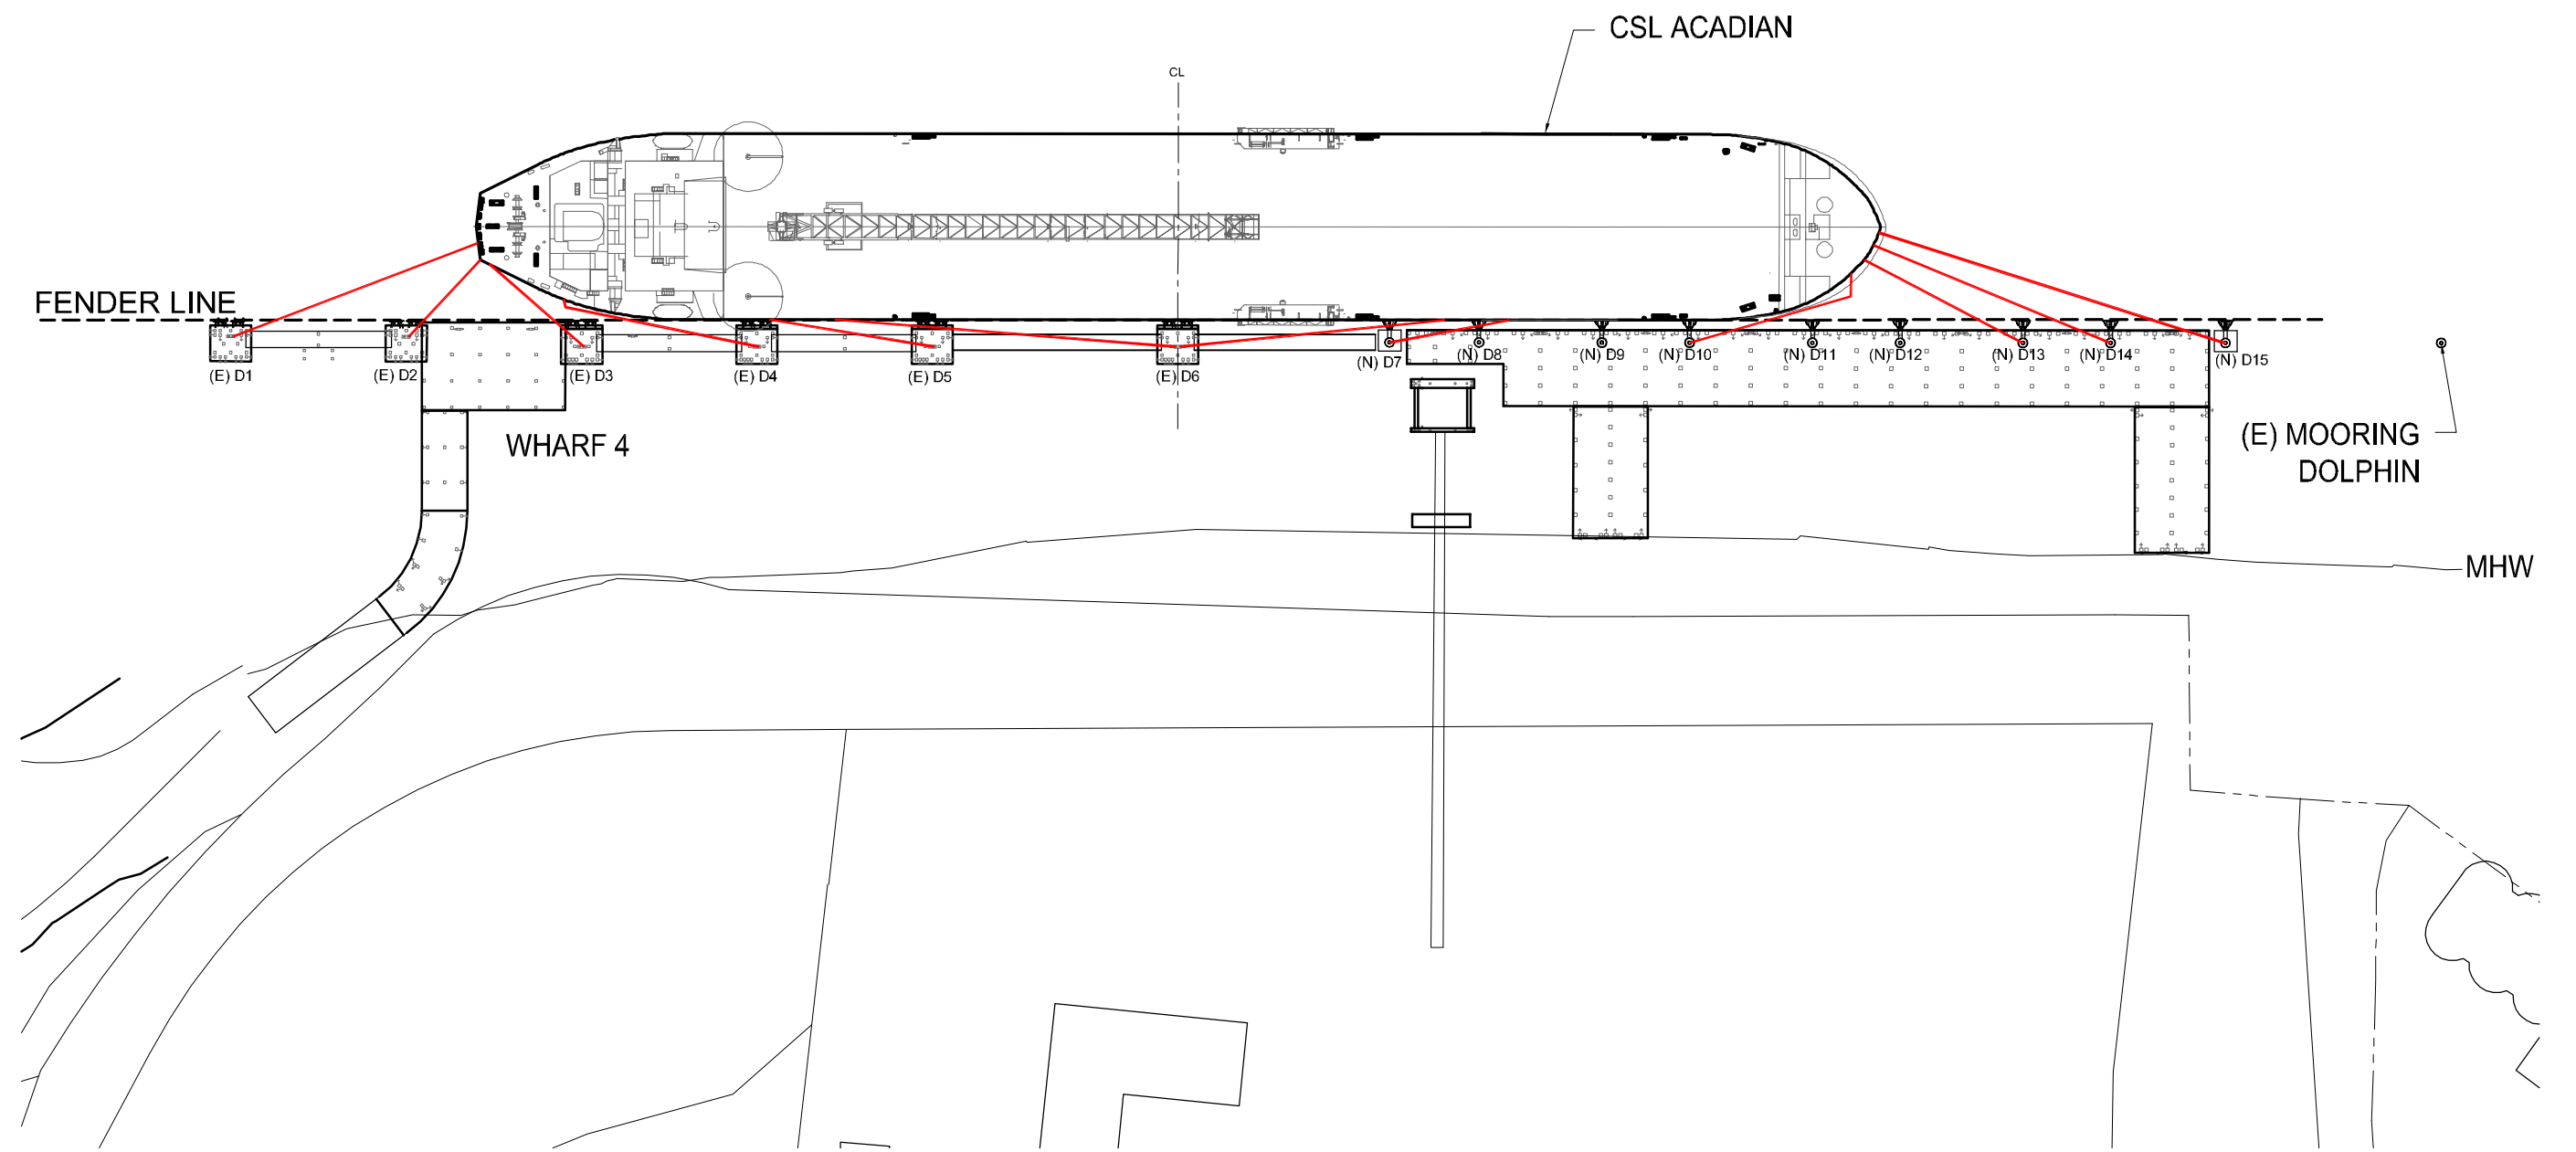 CSL ACADIAN
CL
FENDER LINE
(E) D1
(E) D2
(E) D3
(E) D4
(E) D5
(E) D6
(N) D7
(N) D8
(N) D9
(N) D10
(N) D11
(N) D12
(N) D13
(N) D14
(N) D15
WHARF 4
(E) MOORING
DOLPHIN
MHW